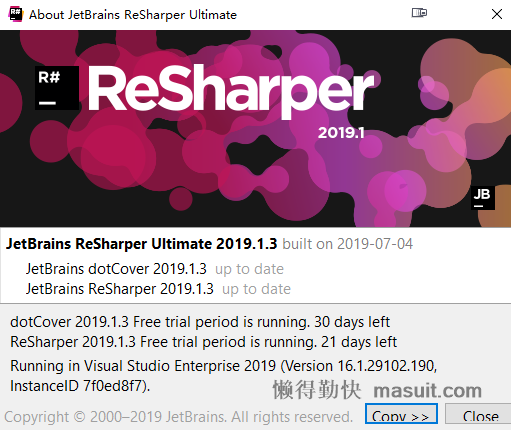 About JetBrains ReSharper Ultimate
R#
ReSharper
2019.1
JB
JetBrains ReSharper Ultimate 2019.1.3 built on 2019-07-04
JetBrains dotCover 2019.1.3 up to date
JetBrains ReSharper 2019.1.3 up to date
dotCover 2019.1.3 Free trial period is running. 30 days left
ReSharper 2019.1.3 Free trial period is running. 21 days left
Running in Visual Studio Enterprise 2019 (Version 16.1.29102.190,
InstanceID 7f0ed8f7).
懒得勤快 masuit.com
Copyright © 2000–2019 JetBrains. All rights reserved.
Copy >>
Close